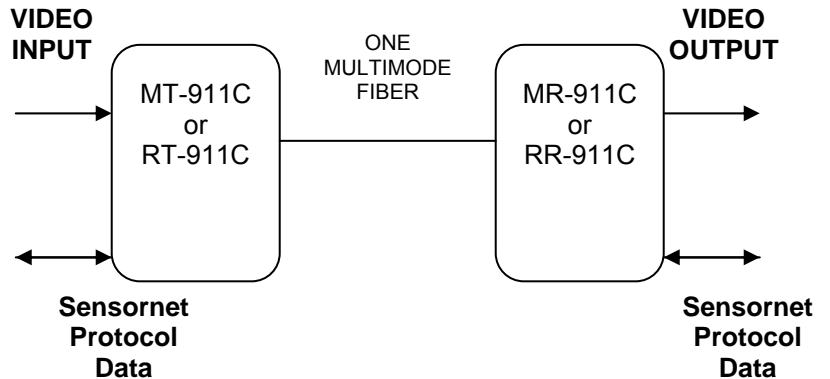 VIDEO
INPUT
MT-911C
or
RT-911C
ONE
MULTIMODE
FIBER
MR-911C
or
RR-911C
VIDEO
OUTPUT
Sensornet
Protocol
Data
Sensornet
Protocol
Data